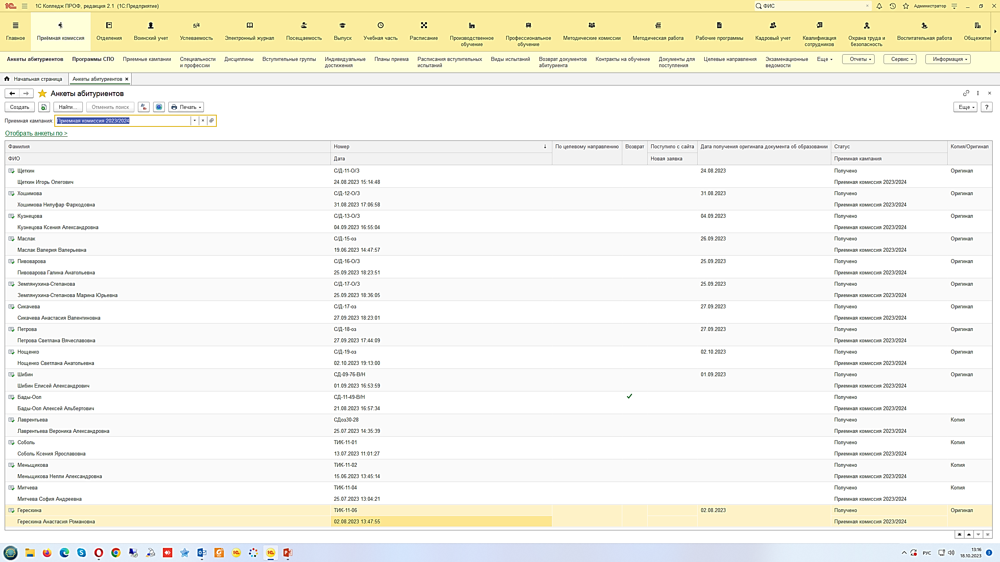 1С Колледж ПРОФ, редакция 2.1 (1С:Предприятие)
ФИС
Администратор
Главное
Приёмная комиссия
Отделения
Воинский учет
Успеваемость
Электронный журнал
Посещаемость
Выпуск
Учебная часть
Расписание
Производственное обучение
Профессиональное обучение
Методические комиссии
Методическая работа
Рабочие программы
Кадровый учет
Квалификация сотрудников
Охрана труда и безопасность
Воспитательная работа
Общежитие
Анкеты абитуриентов
Программы СПО
Приемные кампании
Специальности и профессии
Дисциплины
Вступительные группы
Индивидуальные достижения
Планы приема
Расписания вступительных испытаний
Виды испытаний
Возврат документов абитуриента
Контракты на обучение
Документы для поступления
Целевые направления
Экзаменационные ведомости
Еще
Отчеты
Сервис
Информация
Начальная страница
Анкеты абитуриентов ×
Анкеты абитуриентов
Создать
Найти...
Отменить поиск
Дт Кт
Печать
Еще
?
Приемная кампания: Приемная комиссия 2023/2024
Отобрать анкеты по >
Фамилия Номер По целевому направлению Возврат Поступило с сайта Дата получения оригинала документа об образовании Статус Копия/Оригинал
ФИО Дата Новая заявка Приемная кампания
Щеткин С/Д-11-О/З 24.08.2023 Получено Оригинал
Щеткин Игорь Олегович 24.08.2023 15:14:48 Приемная комиссия 2023/2024
Хошимова С/Д-12-О/З 31.08.2023 Получено Оригинал
Хошимова Нилуфар Фарходовна 31.08.2023 17:06:58 Приемная комиссия 2023/2024
Кузнецова С/Д-13-О/З 04.09.2023 Получено Оригинал
Кузнецова Ксения Александровна 04.09.2023 16:55:04 Приемная комиссия 2023/2024
Маслак С/Д-15-оз 26.09.2023 Получено Оригинал
Маслак Валерия Валерьевна 19.06.2023 14:47:57 Приемная комиссия 2023/2024
Пивоварова С/Д-16-О/З 25.09.2023 Получено Оригинал
Пивоварова Галина Анатольевна 25.09.2023 18:23:51 Приемная комиссия 2023/2024
Землянухина-Степанова С/Д-17-О/З 25.09.2023 Получено Оригинал
Землянухина-Степанова Марина Юрьевна 25.09.2023 18:36:05 Приемная комиссия 2023/2024
Сикачева С/Д-17-оз 27.09.2023 Получено Оригинал
Сикачева Анастасия Валентиновна 27.09.2023 18:23:01 Приемная комиссия 2023/2024
Петрова С/Д-18-оз 27.09.2023 Получено Оригинал
Петрова Светлана Вячеславовна 27.09.2023 17:44:09 Приемная комиссия 2023/2024
Нощенко С/Д-19-оз 02.10.2023 Получено Оригинал
Нощенко Светлана Анатольевна 02.10.2023 19:13:00 Приемная комиссия 2023/2024
Шибин СД-09-76-В/Н 01.09.2023 Получено Оригинал
Шибин Елисей Александрович 01.09.2023 16:53:59 Приемная комиссия 2023/2024
Бады-Оол СД-11-49-В/Н Получено
Бады-Оол Алексей Альбертович 21.08.2023 16:57:34 Приемная комиссия 2023/2024
Лаврентьева СДоз30-28 Получено Копия
Лаврентьева Вероника Александровна 25.07.2023 14:35:39 Приемная комиссия 2023/2024
Соболь ТИК-11-01 Получено Копия
Соболь Ксения Ярославовна 13.07.2023 11:01:27 Приемная комиссия 2023/2024
Меньщикова ТИК-11-02 Получено Копия
Меньщикова Нелли Александровна 15.06.2023 13:45:14 Приемная комиссия 2023/2024
Митчева ТИК-11-04 Получено Копия
Митчева София Андреевна 25.07.2023 13:04:21 Приемная комиссия 2023/2024
Герескина ТИК-11-06 02.08.2023 Получено Оригинал
Герескина Анастасия Романовна 02.08.2023 13:47:55 Приемная комиссия 2023/2024
РУС
13:16
18.10.2023
3